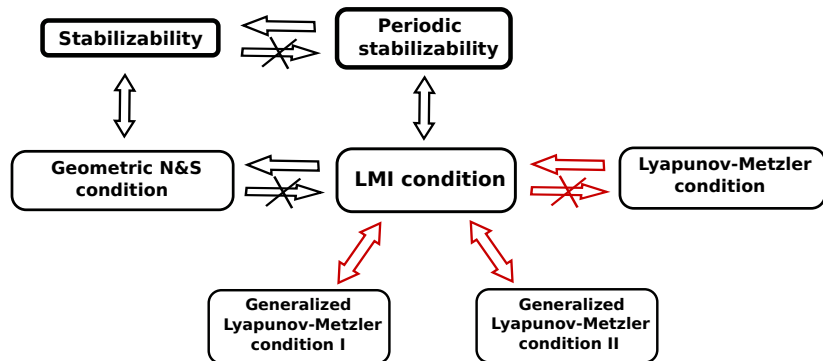 Stabilizability
Periodic
stabilizability
Geometric N&S
condition
LMI condition
Lyapunov-Metzler
condition
Generalized
Lyapunov-Metzler
condition I
Generalized
Lyapunov-Metzler
condition II